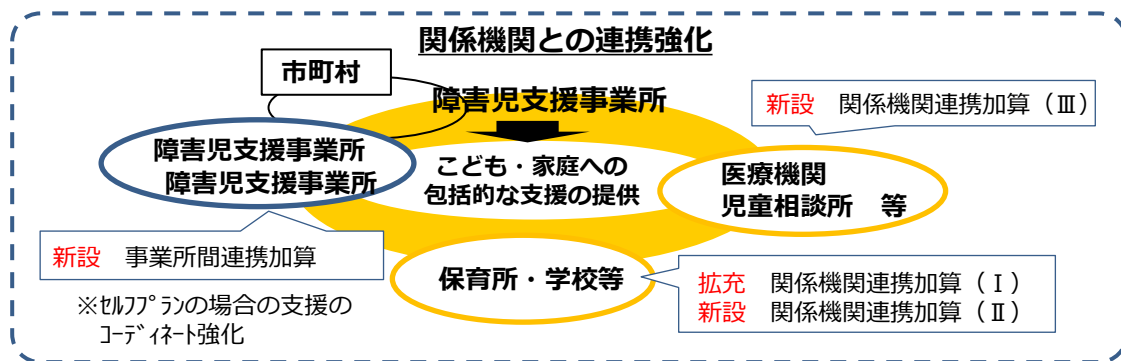 関係機関との連携強化
市町村
障害児支援事業所
新設 関係機関連携加算（Ⅲ）
障害児支援事業所
障害児支援事業所
こども・家庭への
包括的な支援の提供
医療機関
児童相談所 等
新設 事業所間連携加算
保育所・学校等
拡充 関係機関連携加算（Ⅰ）
新設 関係機関連携加算（Ⅱ）
※ｾﾙﾌﾌﾟﾗﾝの場合の支援の
ｺｰﾃﾞｨﾈｰﾄ強化